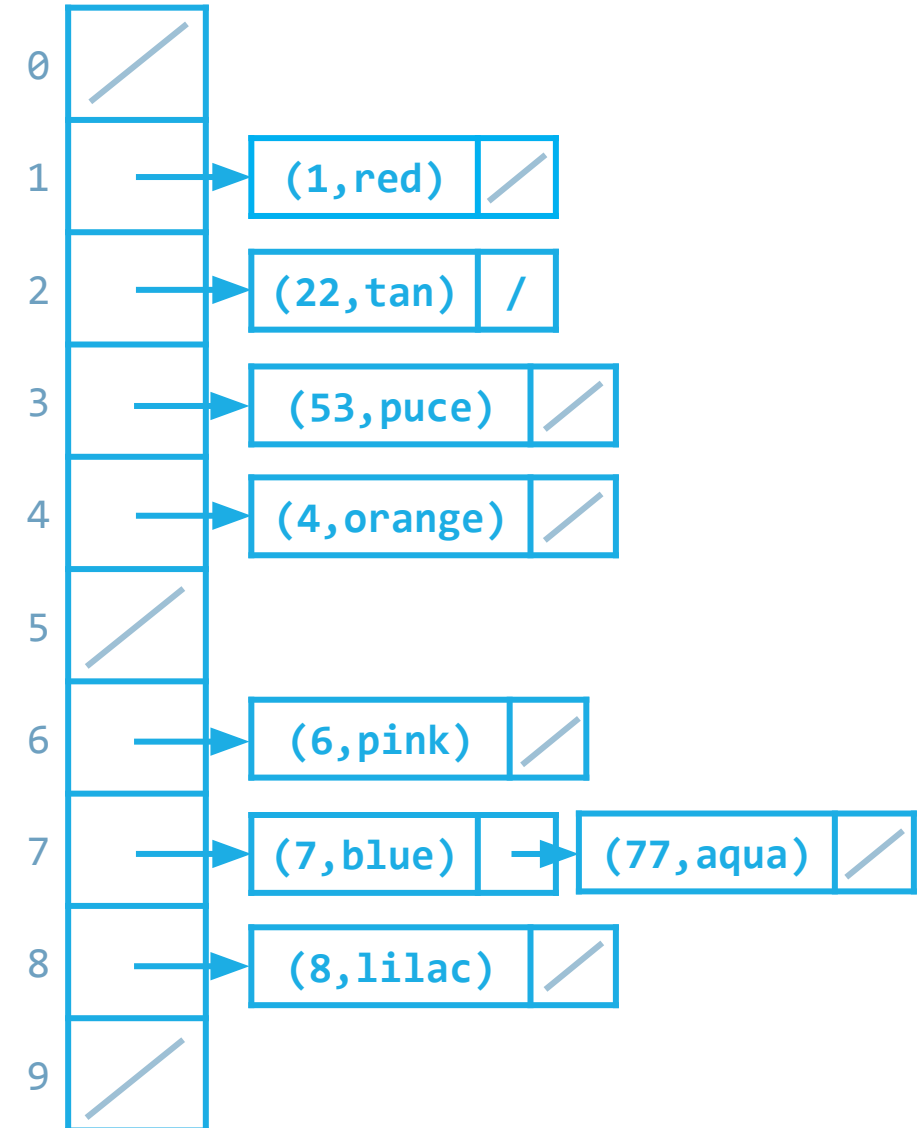 0
1 (1,red)
2 (22,tan) /
3 (53,puce)
4 (4,orange)
5
6 (6,pink)
7 (7,blue) (77,aqua)
8 (8,lilac)
9